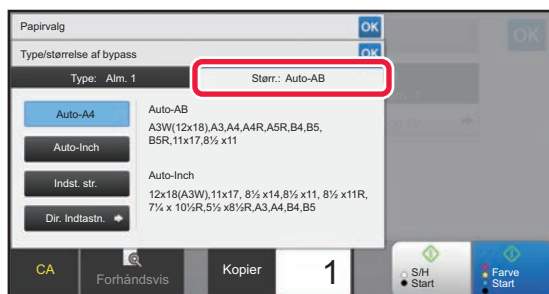 Papirvalg
OK
OK
Type/størrelse af bypass
OK
Type: Alm. 1
Størr.: Auto-AB
Auto-A4
Auto-AB
A3W(12x18),A3,A4,A4R,A5R,B4,B5,
B5R,11x17,8½ x11
Auto-Inch
Auto-Inch
Indst. str.
12x18(A3W),11x17, 8½ x14,8½ x11, 8½ x11R,
7¼ x 10½R,5½ x8½R,A3,A4,B4,B5
Dir. Indtastn.
CA
Forhåndsvis
Kopier
1
S/H
Start
Farve
Start